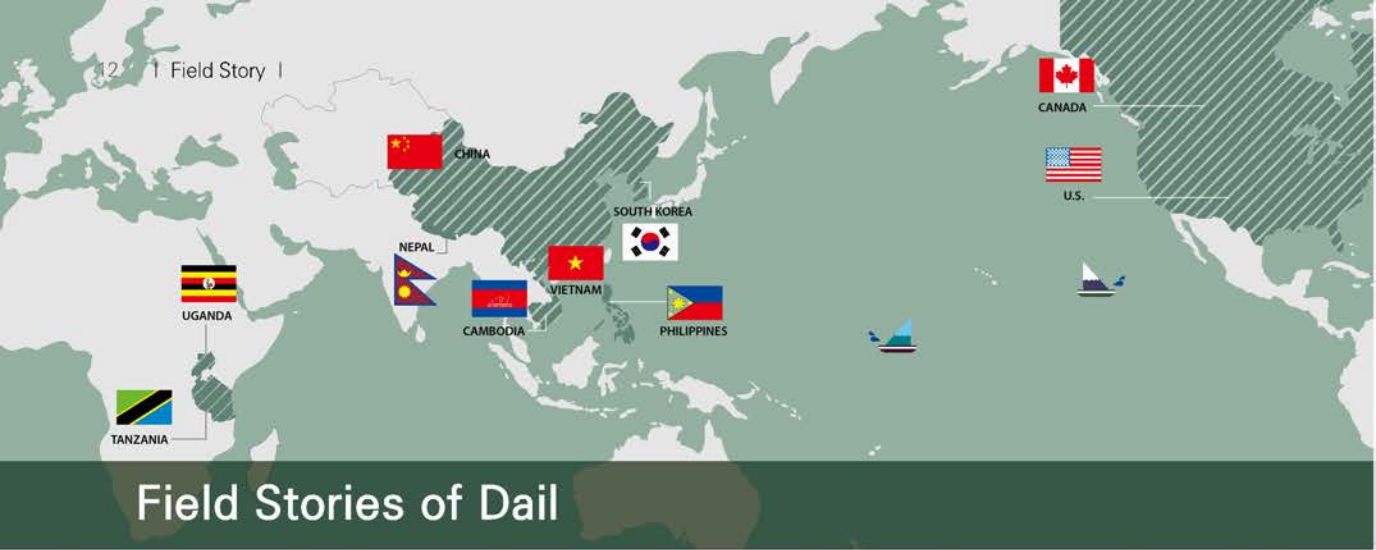 12 | Field Story |
CANADA
CHINA
U.S.
SOUTH KOREA
NEPAL
VIETNAM
UGANDA
CAMBODIA
PHILIPPINES
TANZANIA
Field Stories of Dail